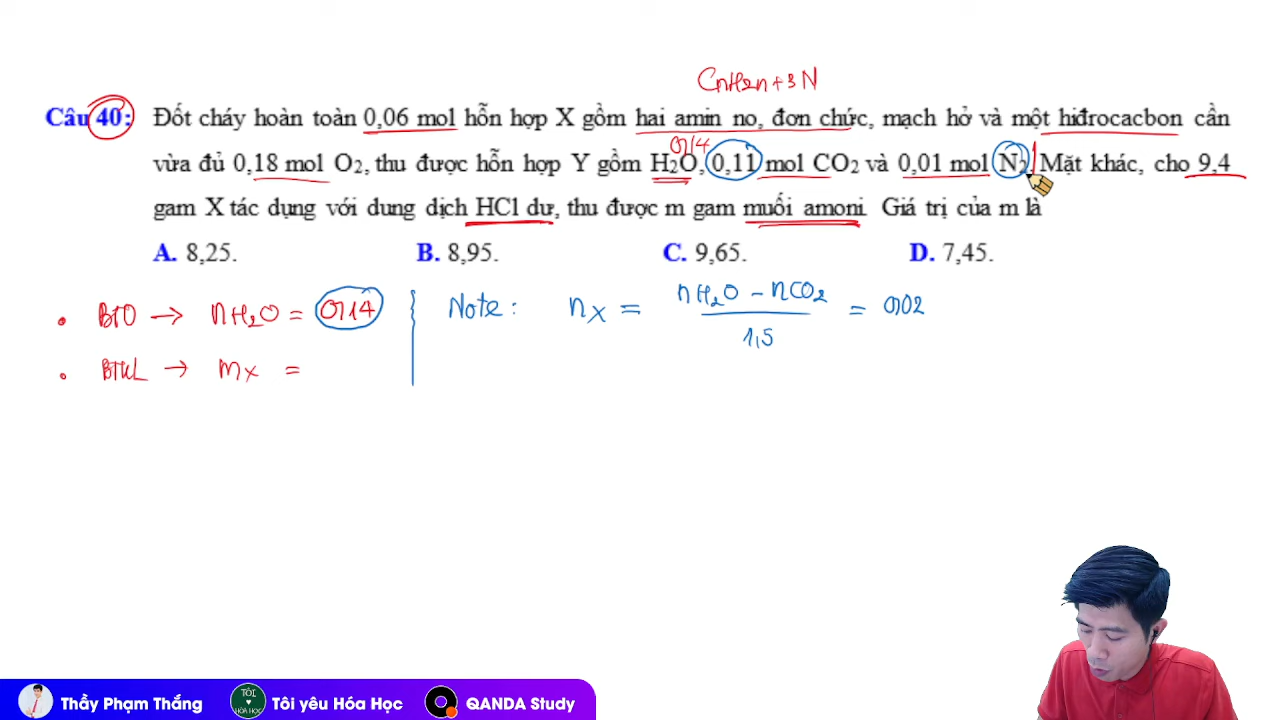 CnH2n+3N
Câu 40: Đốt cháy hoàn toàn 0,06 mol hỗn hợp X gồm hai amin no, đơn chức, mạch hở và một hiđrocacbon cần
0,14
vừa đủ 0,18 mol O2, thu được hỗn hợp Y gồm H2O, 0,11 mol CO2 và 0,01 mol N2. Mặt khác, cho 9,4
gam X tác dụng với dung dịch HCl dư, thu được m gam muối amoni. Giá trị của m là
A. 8,25. B. 8,95. C. 9,65. D. 7,45.
• BTO → nH2O = 0,14 Note: nX = nH2O - nCO2 / 1,5 = 0,02
• BTKL → mX =
Thầy Phạm Thắng TÔI ♥ HÓA HỌC Tôi yêu Hóa Học QANDA Study